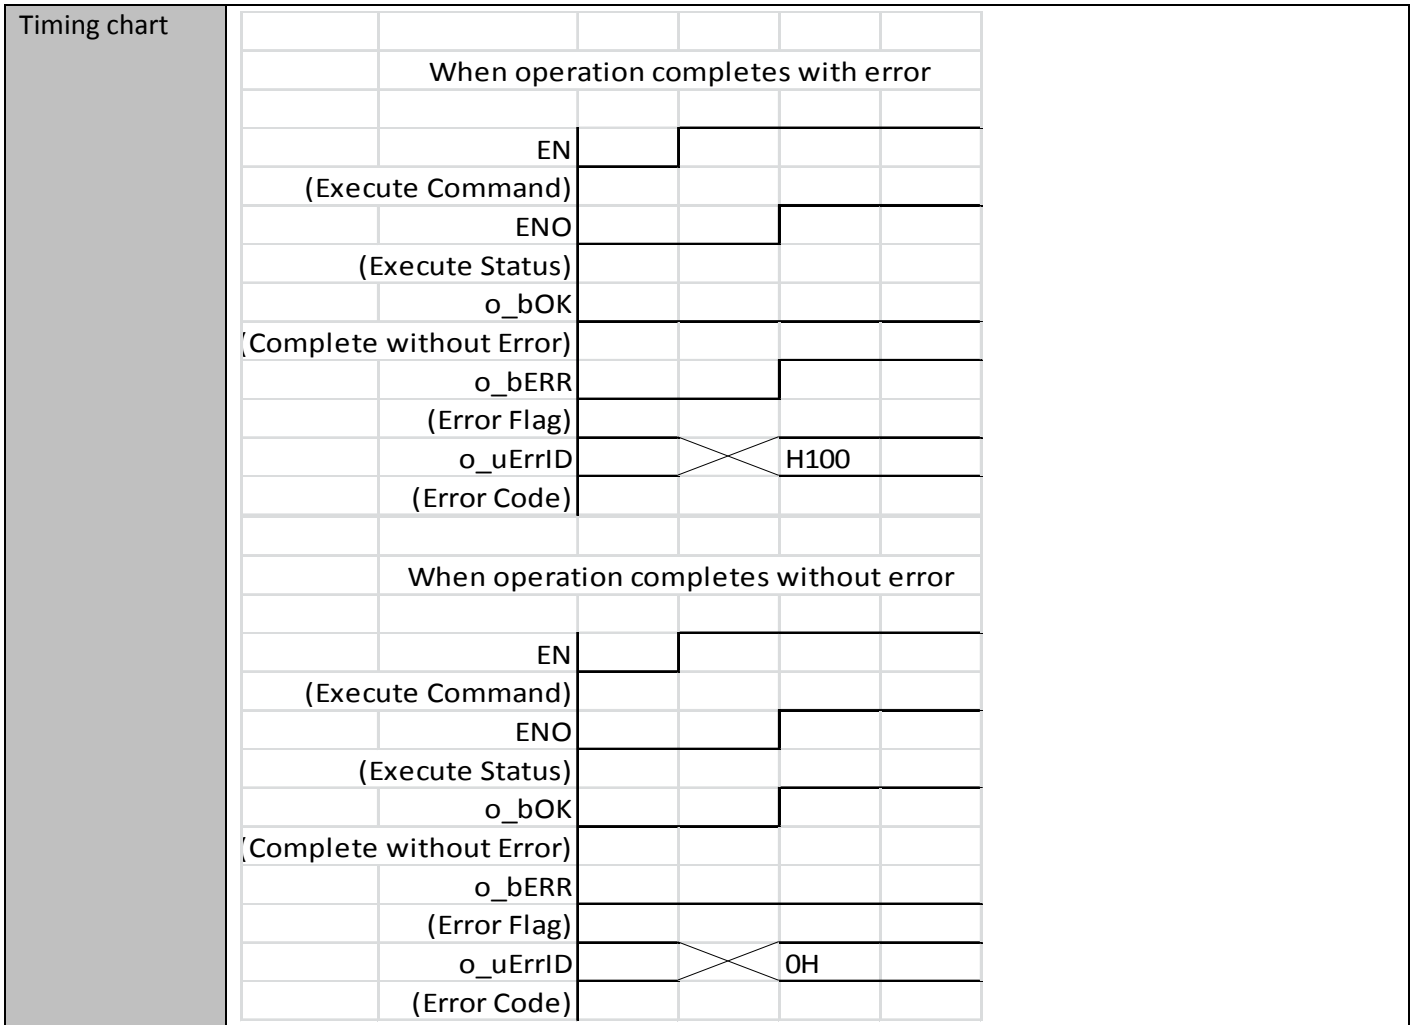 Timing chart
When operation completes with error
EN
(Execute Command)
ENO
(Execute Status)
o_bOK
(Complete without Error)
o_bERR
(Error Flag)
o_uErrID
H100
(Error Code)
When operation completes without error
EN
(Execute Command)
ENO
(Execute Status)
o_bOK
(Complete without Error)
o_bERR
(Error Flag)
o_uErrID
0H
(Error Code)